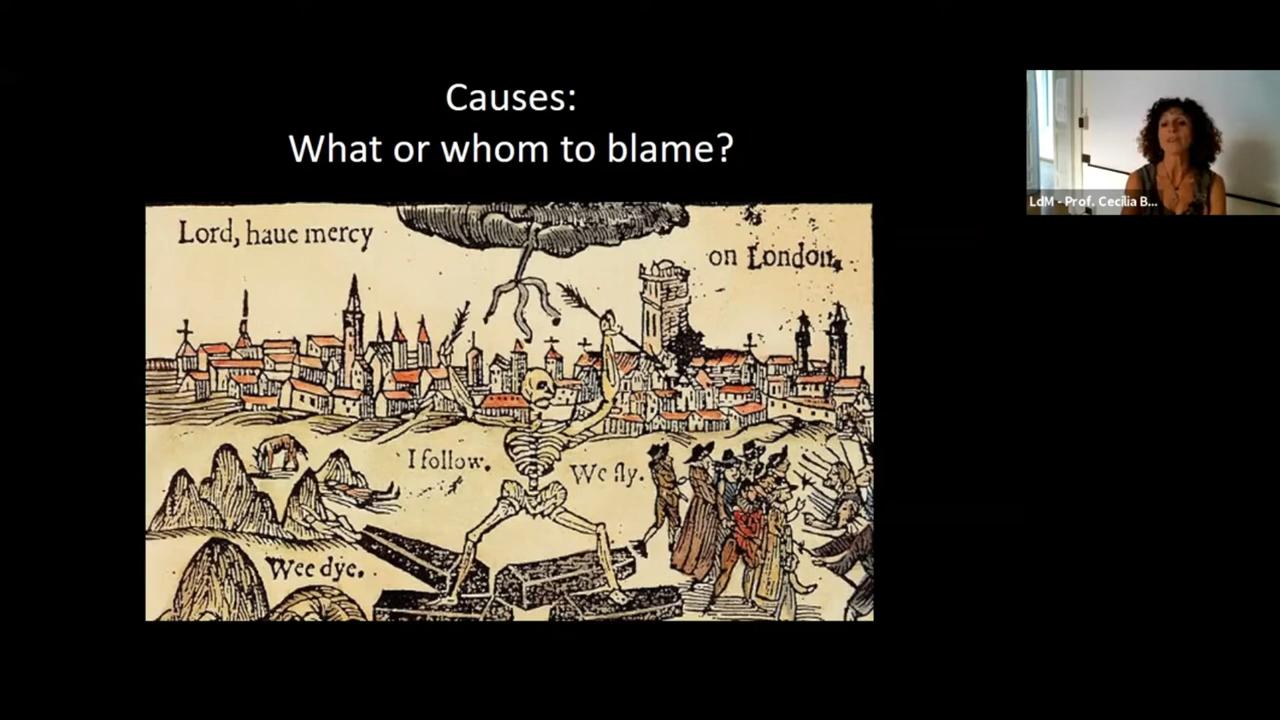 Causes:
What or whom to blame?
LdM - Prof. Cecilia B...
Lord, haue mercy
on London.
I follow.
We fly.
Wee dye.